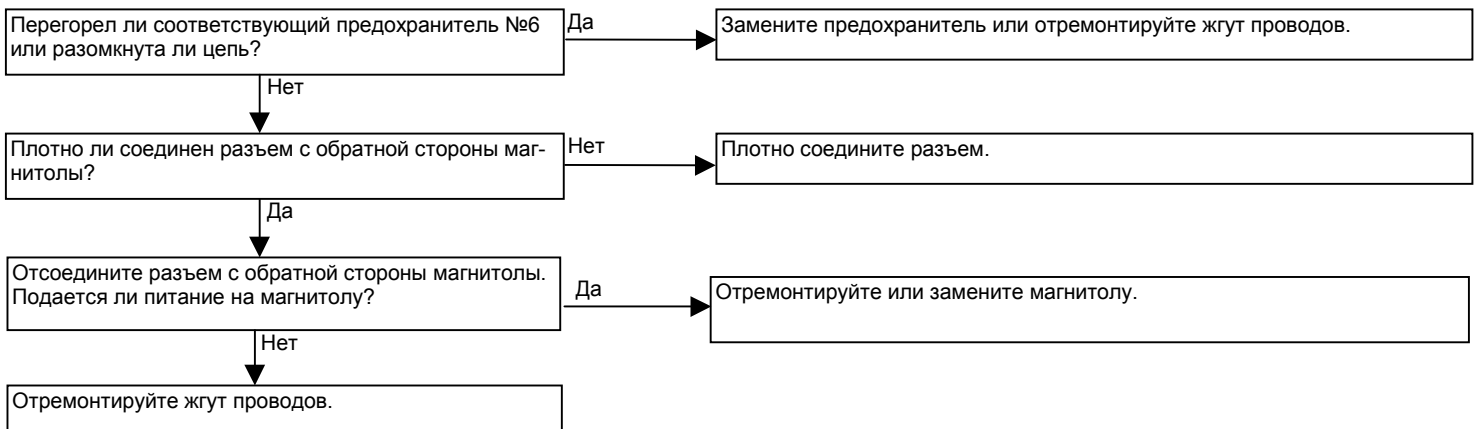 Перегорел ли соответствующий предохранитель №6
или разомкнута ли цепь?
Да
Замените предохранитель или отремонтируйте жгут проводов.
Нет
Плотно ли соединен разъем с обратной стороны маг-
нитолы?
Нет
Плотно соедините разъем.
Да
Отсоедините разъем с обратной стороны магнитолы.
Подается ли питание на магнитолу?
Да
Отремонтируйте или замените магнитолу.
Нет
Отремонтируйте жгут проводов.